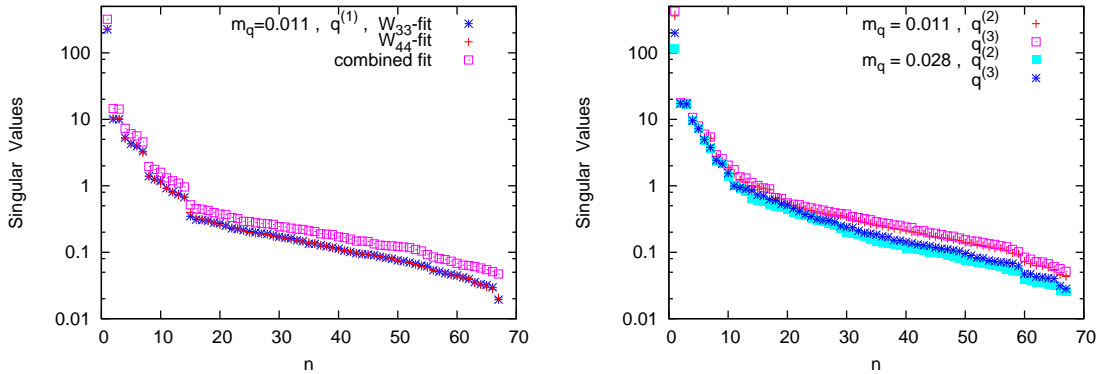 m_q=0.011 , q^(1) , W_33-fit
W_44-fit
combined fit
Singular Values
100
10
1
0.1
0.01
0 10 20 30 40 50 60 70
n
m_q = 0.011 , q^(2)
q^(3)
m_q = 0.028 , q^(2)
q^(3)
Singular Values
100
10
1
0.1
0.01
0 10 20 30 40 50 60 70
n